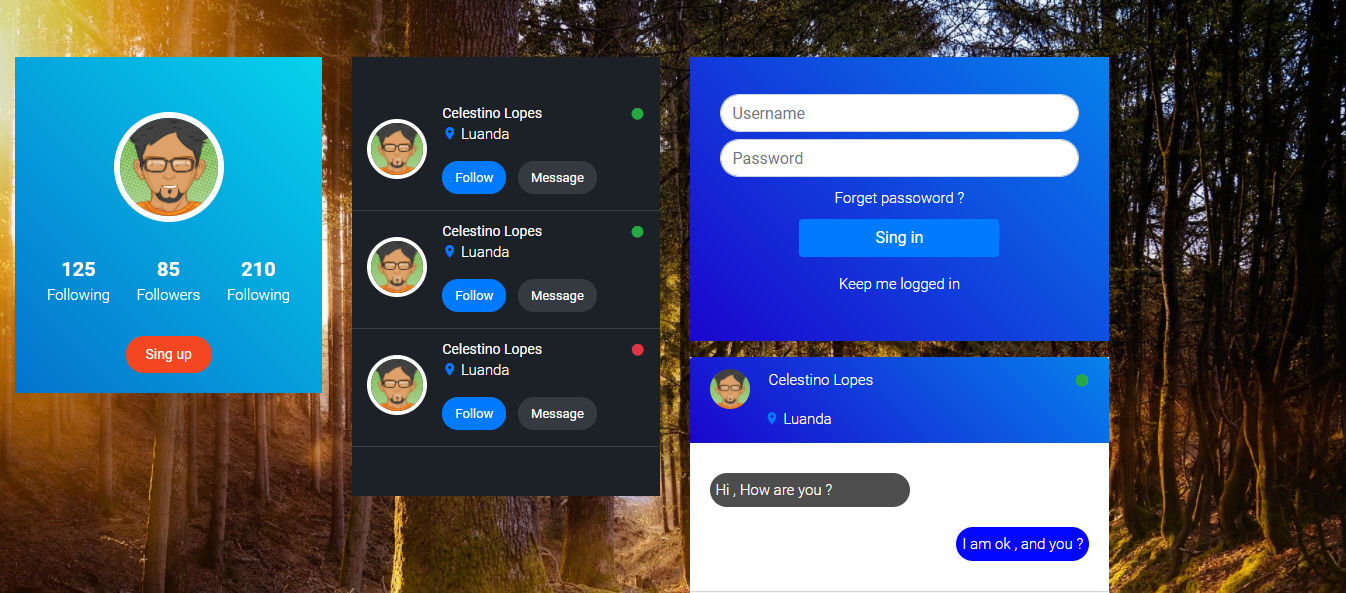 125 85 210
Following Followers Following
Sing up
Celestino Lopes
Luanda
Follow Message
Celestino Lopes
Luanda
Follow Message
Celestino Lopes
Luanda
Follow Message
Username
Password
Forget passoword ?
Sing in
Keep me logged in
Celestino Lopes
Luanda
Hi , How are you ?
I am ok , and you ?